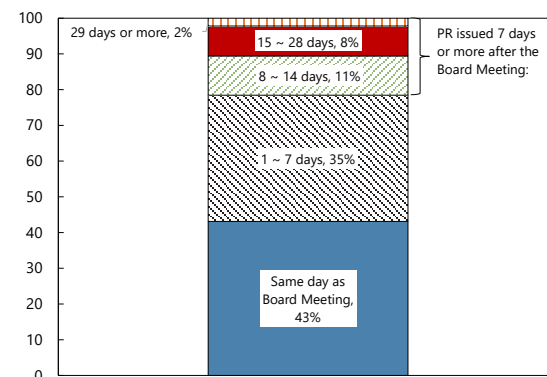 100
90
80
70
60
50
40
30
20
10
0
29 days or more, 2%
15 ~ 28 days, 8%
8 ~ 14 days, 11%
1 ~ 7 days, 35%
Same day as
Board Meeting,
43%
PR issued 7 days
or more after the
Board Meeting: